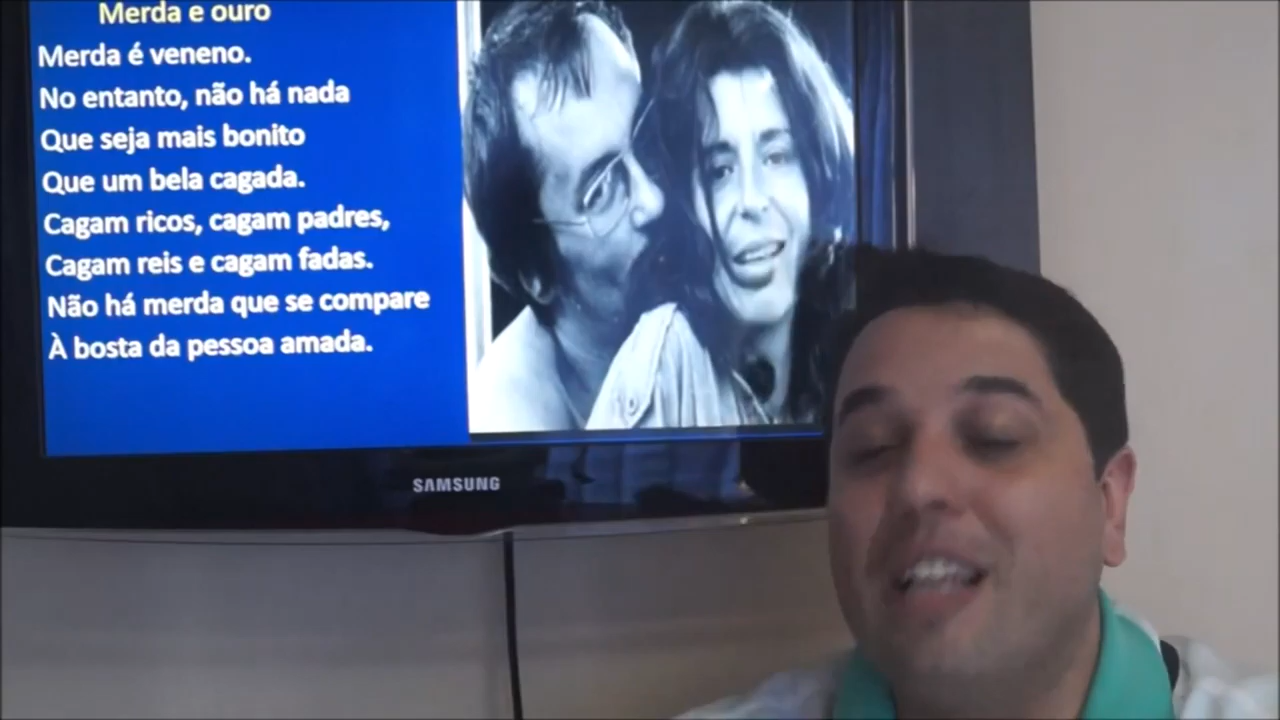 Merda e ouro
Merda é veneno.
No entanto, não há nada
Que seja mais bonito
Que um bela cagada.
Cagam ricos, cagam padres,
Cagam reis e cagam fadas.
Não há merda que se compare
À bosta da pessoa amada.
SAMSUNG